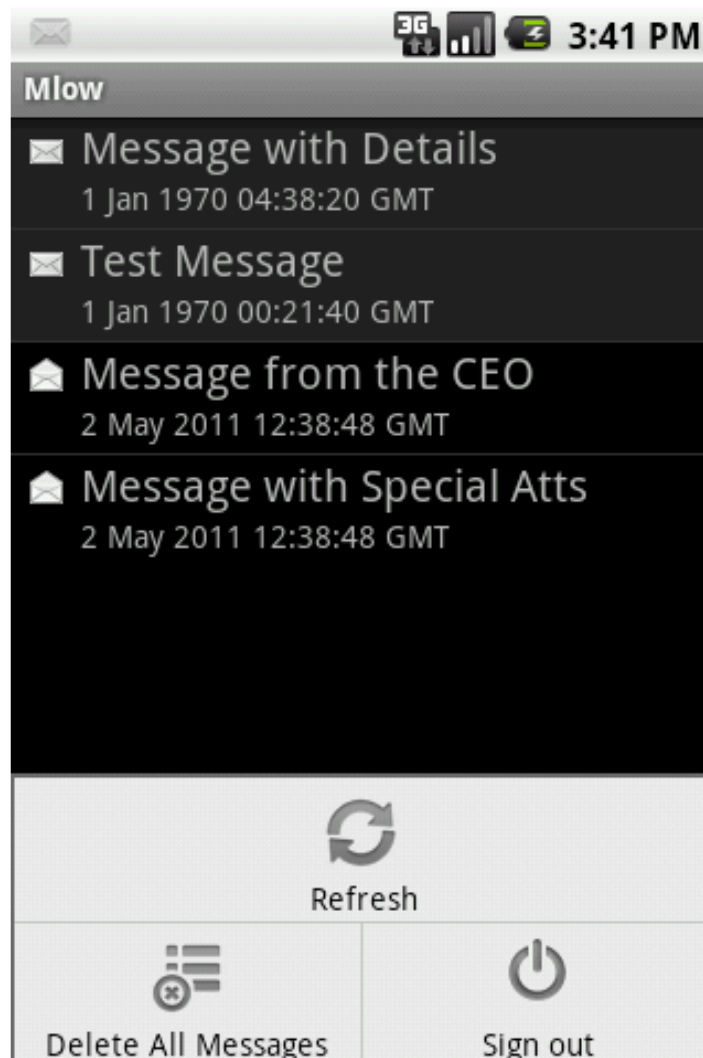 3G 3:41 PM
Mlow
Message with Details
1 Jan 1970 04:38:20 GMT
Test Message
1 Jan 1970 00:21:40 GMT
Message from the CEO
2 May 2011 12:38:48 GMT
Message with Special Atts
2 May 2011 12:38:48 GMT
Refresh
Delete All Messages Sign out